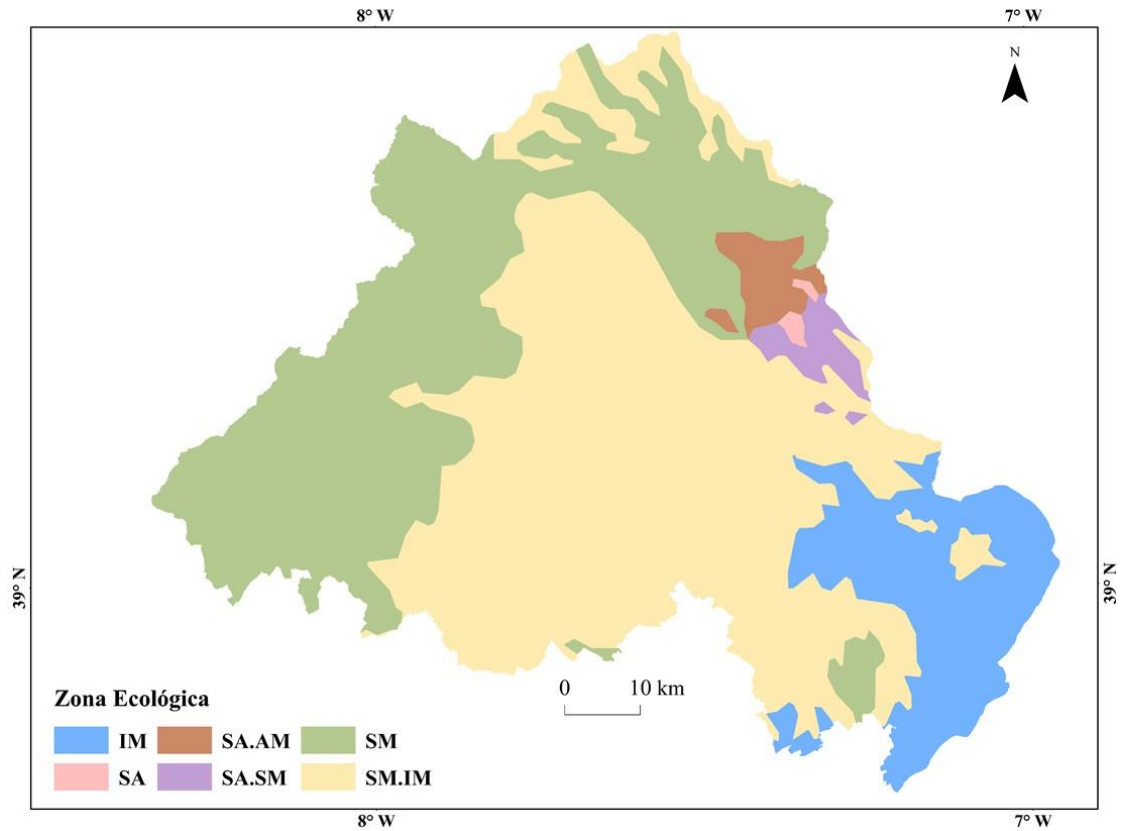 8° W 7° W
N
39° N 39° N
0 10 km
Zona Ecológica
IM SA.AM SM
SA SA.SM SM.IM
8° W 7° W